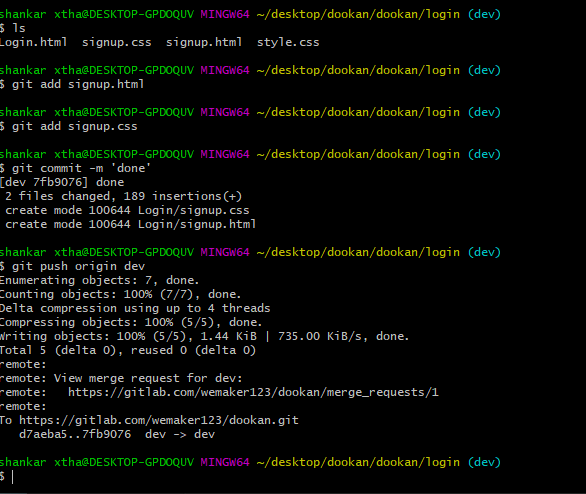 shankar xtha@DESKTOP-GPDOQUV MINGW64 ~/desktop/dookan/dookan/login (dev)
$ ls
Login.html  signup.css  signup.html  style.css
shankar xtha@DESKTOP-GPDOQUV MINGW64 ~/desktop/dookan/dookan/login (dev)
$ git add signup.html
shankar xtha@DESKTOP-GPDOQUV MINGW64 ~/desktop/dookan/dookan/login (dev)
$ git add signup.css
shankar xtha@DESKTOP-GPDOQUV MINGW64 ~/desktop/dookan/dookan/login (dev)
$ git commit -m 'done'
[dev 7fb9076] done
2 files changed, 189 insertions(+)
create mode 100644 Login/signup.css
create mode 100644 Login/signup.html
shankar xtha@DESKTOP-GPDOQUV MINGW64 ~/desktop/dookan/dookan/login (dev)
$ git push origin dev
Enumerating objects: 7, done.
Counting objects: 100% (7/7), done.
Delta compression using up to 4 threads
Compressing objects: 100% (5/5), done.
Writing objects: 100% (5/5), 1.44 KiB | 735.00 KiB/s, done.
Total 5 (delta 0), reused 0 (delta 0)
remote:
remote: View merge request for dev:
remote:   https://gitlab.com/wemaker123/dookan/merge_requests/1
remote:
To https://gitlab.com/wemaker123/dookan.git
d7aeba5..7fb9076  dev -> dev
shankar xtha@DESKTOP-GPDOQUV MINGW64 ~/desktop/dookan/dookan/login (dev)
$